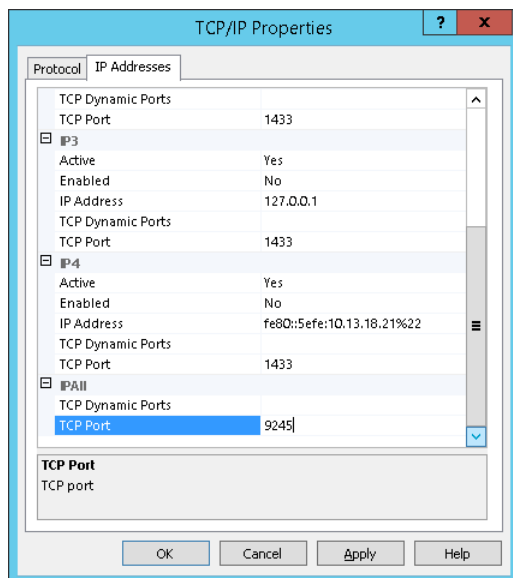 TCP/IP Properties
? x
Protocol IP Addresses
TCP Dynamic Ports
TCP Port 1433
IP3
Active Yes
Enabled No
IP Address 127.0.0.1
TCP Dynamic Ports
TCP Port 1433
IP4
Active Yes
Enabled No
IP Address fe80::5efe:10.13.18.21%22
TCP Dynamic Ports
TCP Port 1433
IPAll
TCP Dynamic Ports
TCP Port 9245
TCP Port
TCP port
OK Cancel Apply Help